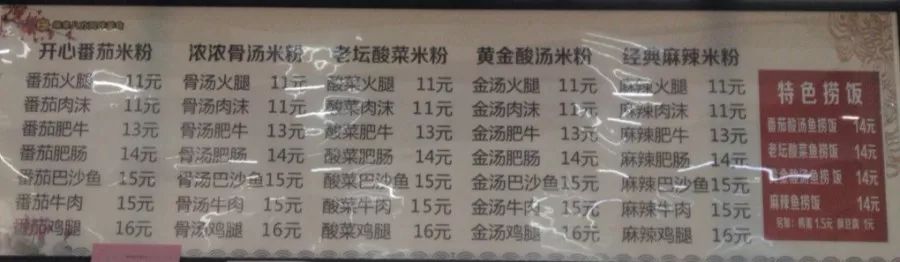 开心番茄米粉
番茄火腿 11元
番茄肉沫 11元
番茄肥牛 13元
番茄肥肠 14元
番茄巴沙鱼 15元
番茄牛肉 15元
番茄鸡腿 16元
浓浓骨汤米粉
骨汤火腿 11元
骨汤肉沫 11元
骨汤肥牛 13元
骨汤肥肠 14元
骨汤巴沙鱼 15元
骨汤牛肉 15元
骨汤鸡腿 16元
老坛酸菜米粉
酸菜火腿 11元
酸菜肉沫 11元
酸菜肥牛 13元
酸菜肥肠 14元
酸菜巴沙鱼 15元
酸菜牛肉 15元
酸菜鸡腿 16元
黄金酸汤米粉
金汤火腿 11元
金汤肉沫 11元
金汤肥牛 13元
金汤肥肠 14元
金汤巴沙鱼 15元
金汤牛肉 15元
金汤鸡腿 16元
经典麻辣米粉
麻辣火腿 11元
麻辣肉沫 11元
麻辣肥牛 13元
麻辣肥肠 14元
麻辣巴沙鱼 15元
麻辣牛肉 15元
麻辣鸡腿 16元
特色捞饭
番茄酸汤鱼捞饭 14元
老坛酸菜鱼捞饭 14元
黄金酸汤鱼捞饭 14元
麻辣鱼捞饭 14元
1.5元 1元